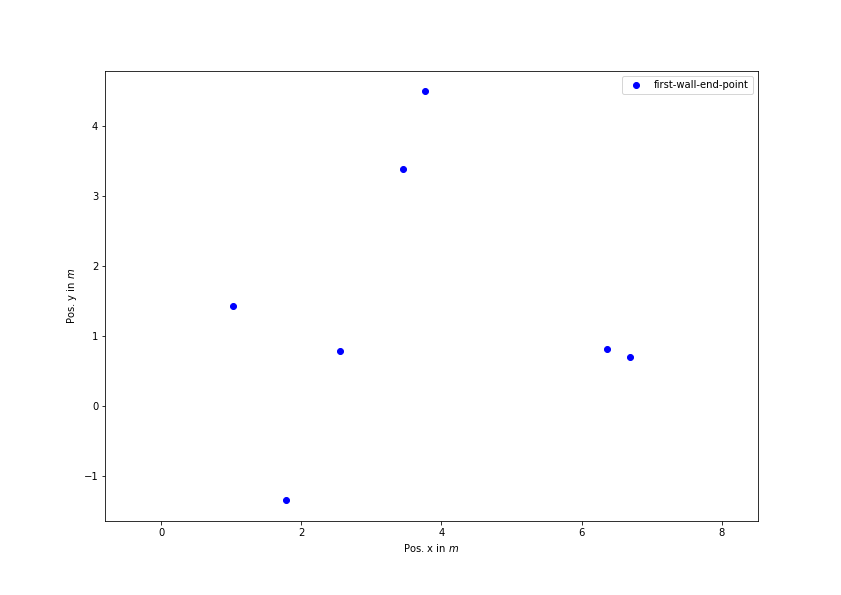 first-wall-end-point
4
3
2
1
0
−1
Pos. y in m
0 2 4 6 8
Pos. x in m